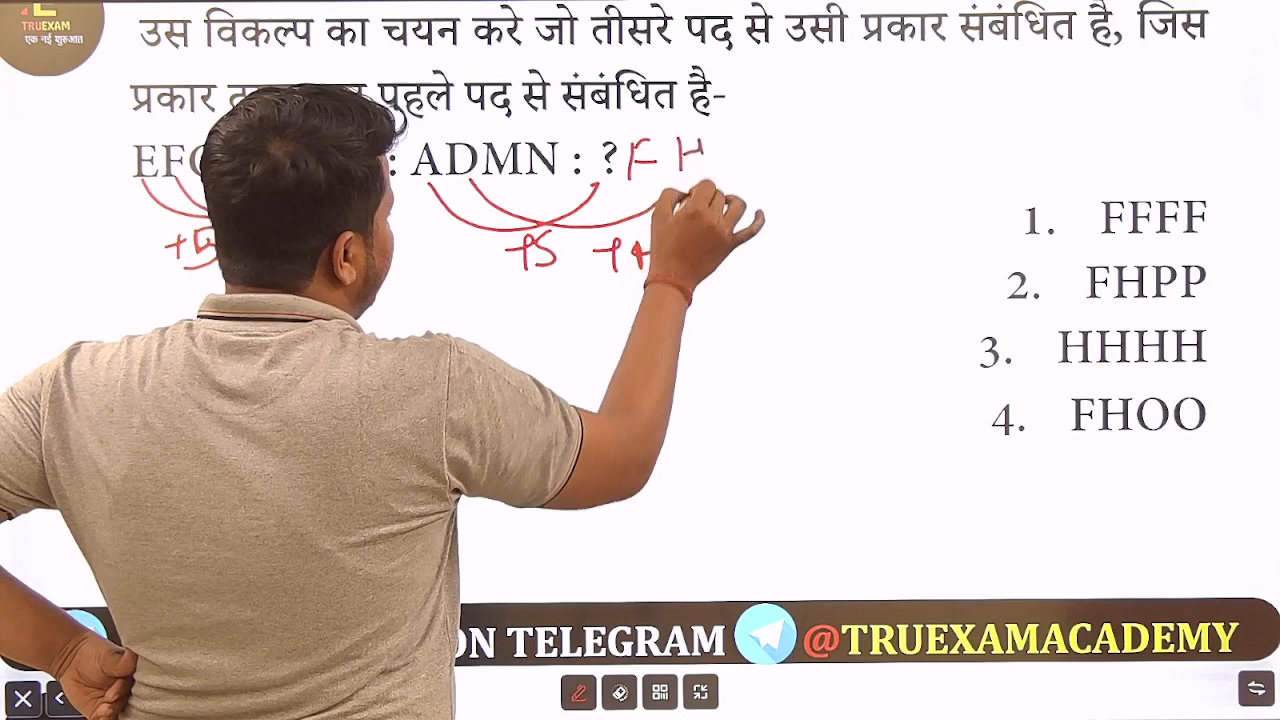 TRUEXAM
एक नई शुरुआत
उस विकल्प का चयन करे जो तीसरे पद से उसी प्रकार संबंधित है, जिस
प्रकार पहले पद से संबंधित है-
EF : ADMN : ? F H
+5 +5 +4
1. FFFF
2. FHPP
3. HHHH
4. FHOO
ON TELEGRAM @TRUEXAMACADEMY